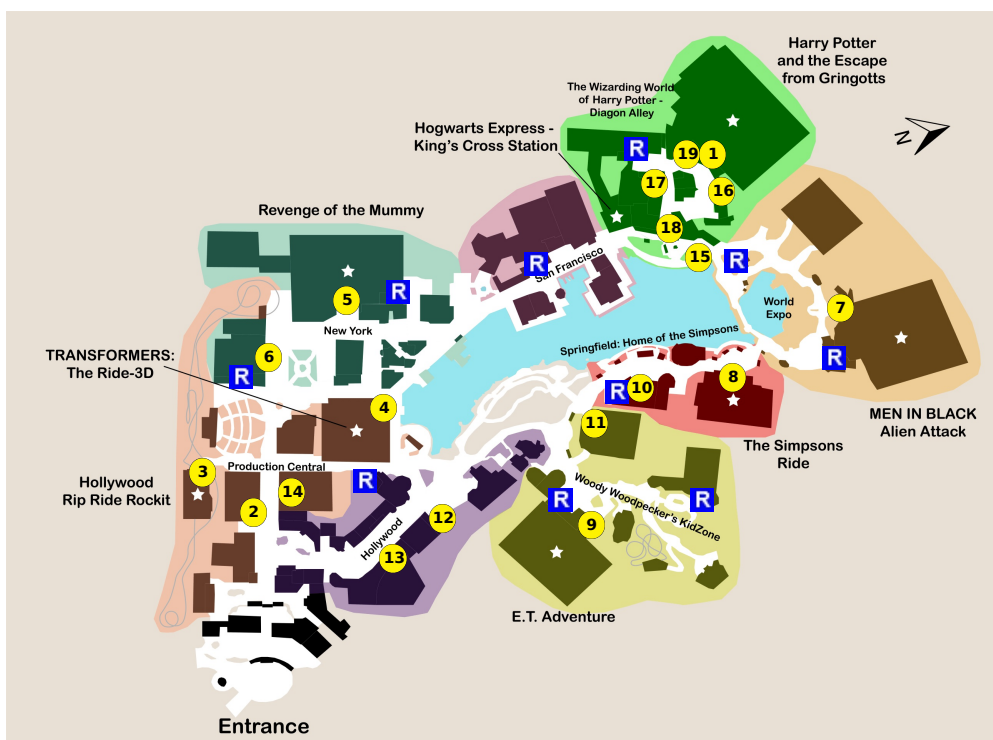 Harry Potter
and the Escape
from Gringotts
The Wizarding World
of Harry Potter -
Diagon Alley
Hogwarts Express -
King's Cross Station
N
R
19
1
17
16
18
15
Revenge of the Mummy
R
San Francisco
R
R
5
New York
World
Expo
7
TRANSFORMERS:
The Ride-3D
6
R
Springfield: Home of the Simpsons
R
4
R
10
8
MEN IN BLACK
Alien Attack
11
The Simpsons
Ride
Hollywood
Rip Ride Rockit
3
Production Central
14
R
2
12
Hollywood
13
R
Woody Woodpecker's KidZone
R
9
E.T. Adventure
Entrance